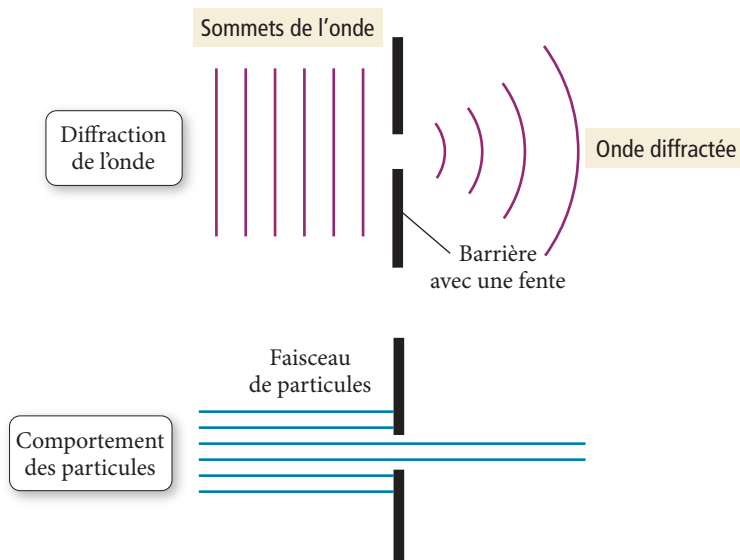 Sommets de l'onde
Diffraction
de l'onde
Onde diffractée
Barrière
avec une fente
Faisceau
de particules
Comportement
des particules